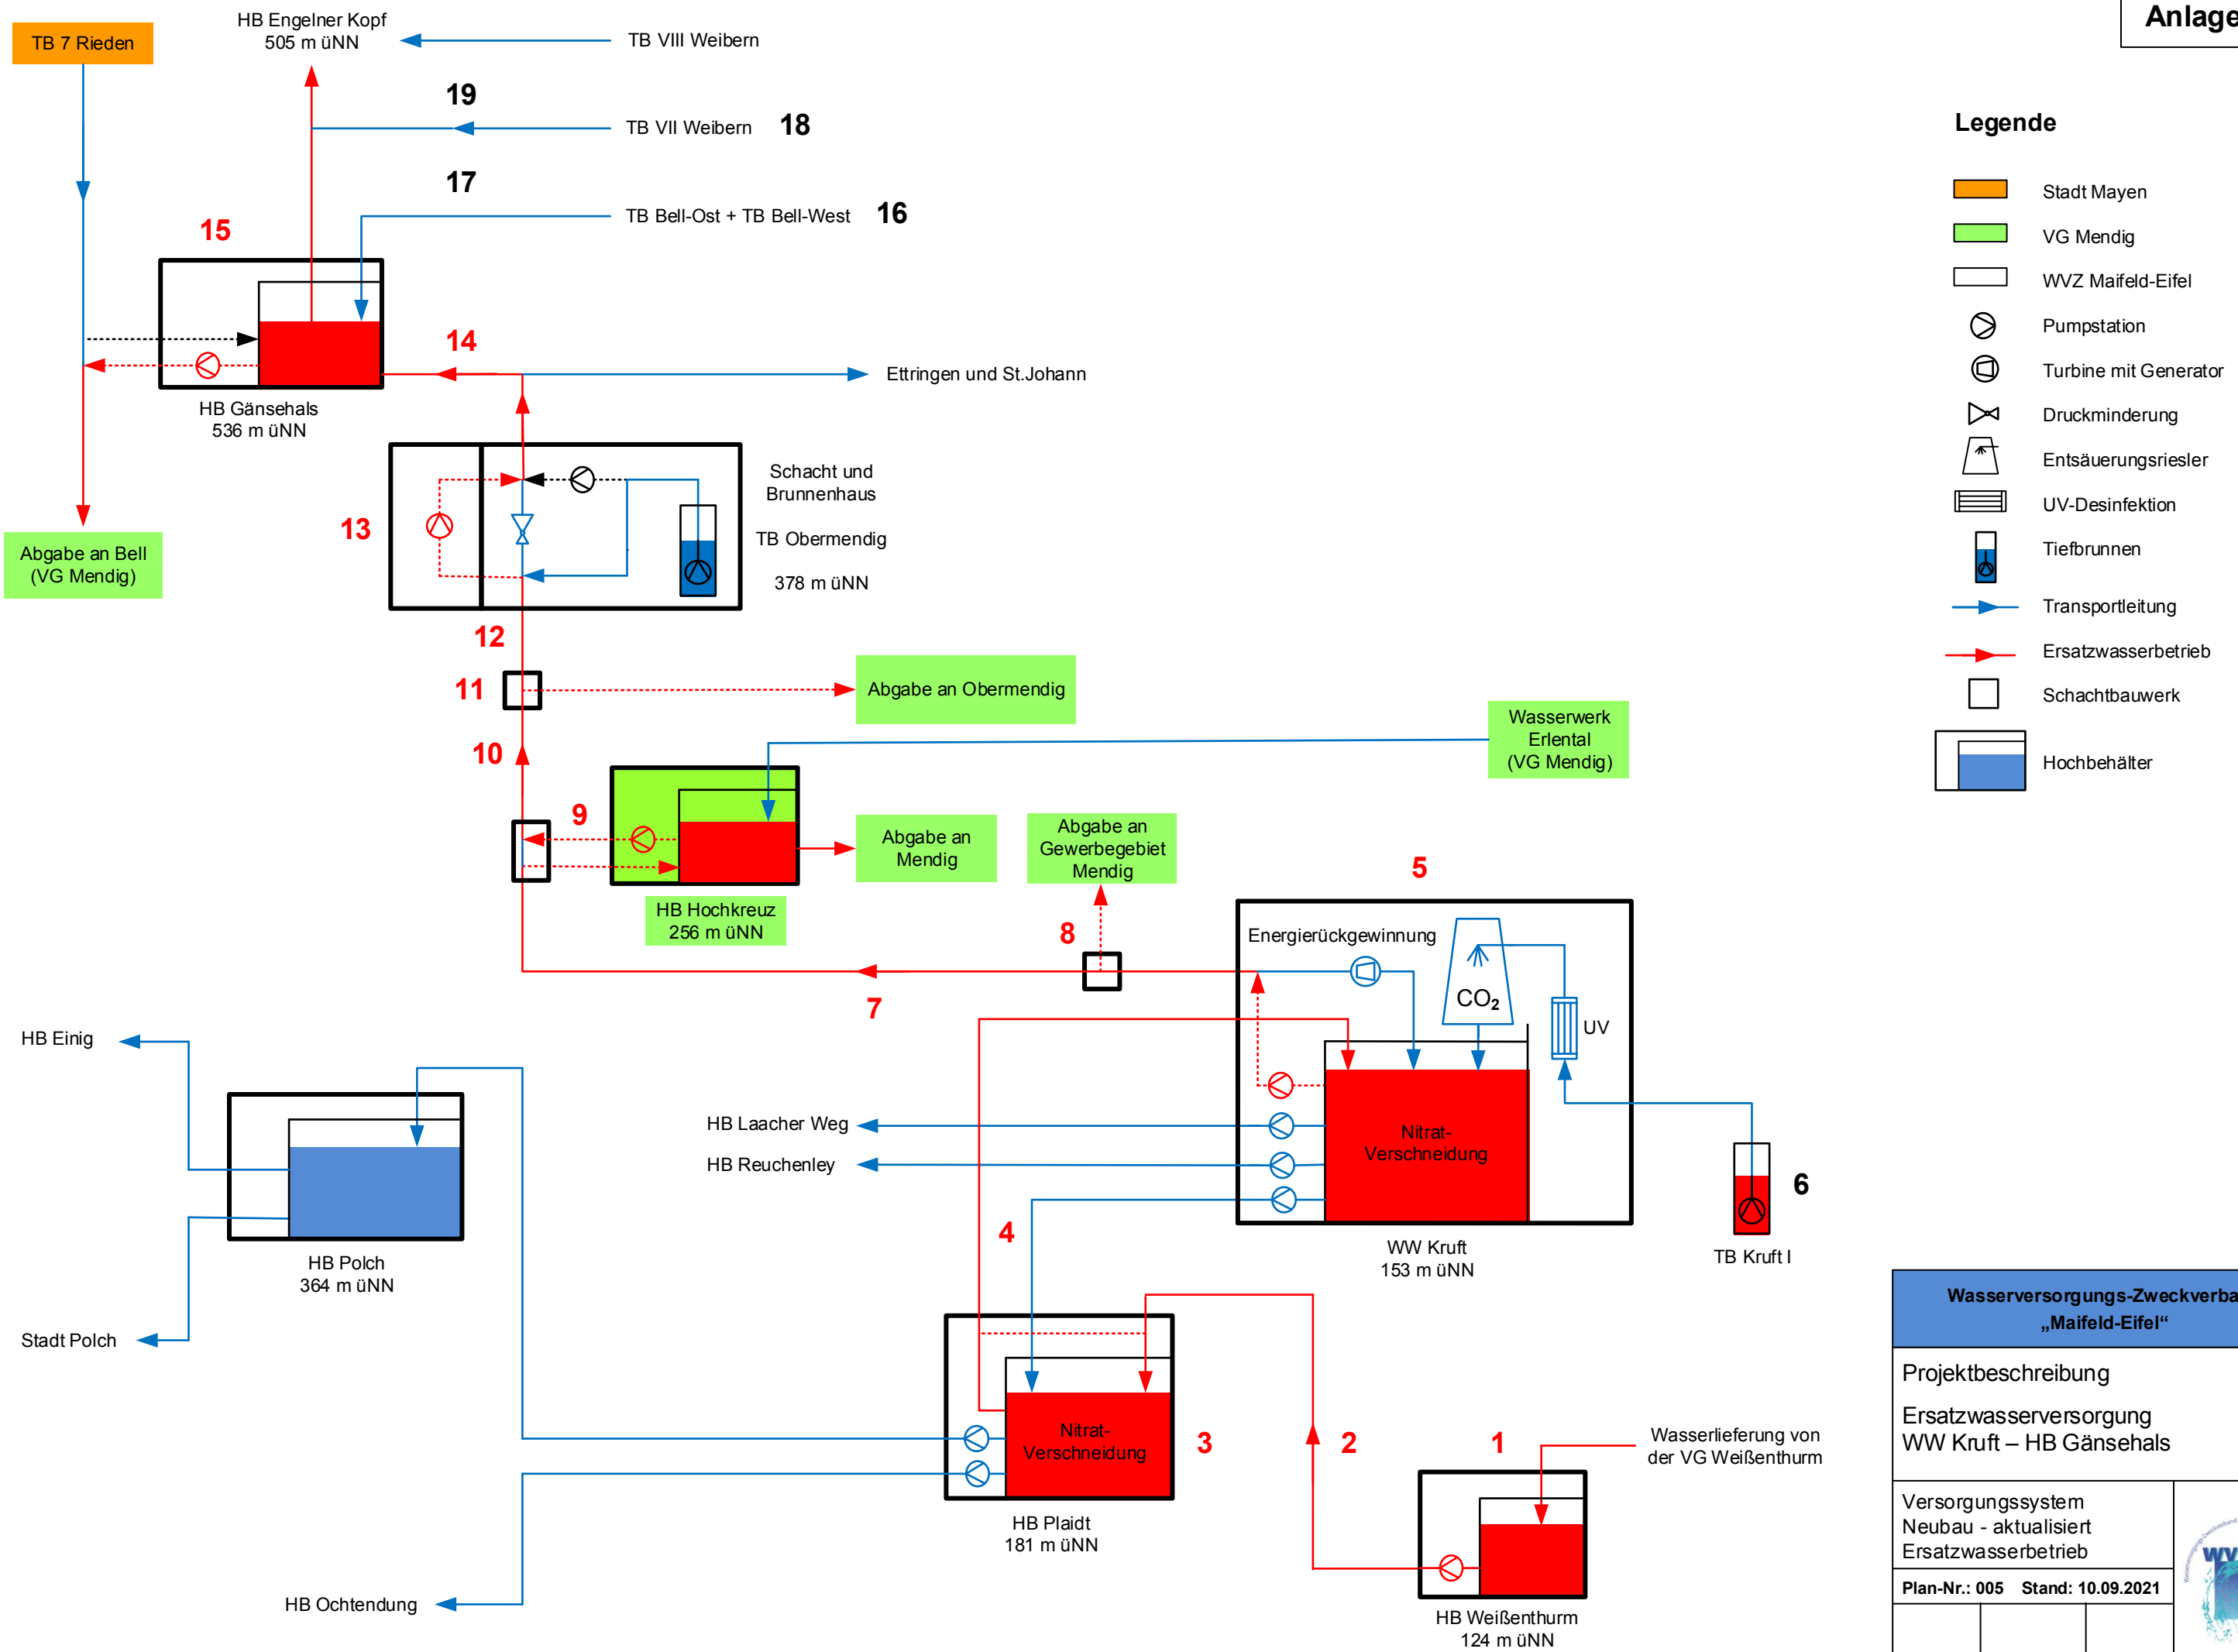 Anlage
TB 7 Rieden
HB Engelner Kopf
505 m üNN
TB VIII Weibern
19
TB VII Weibern
18
17
TB Bell-Ost + TB Bell-West
16
15
14
Ettringen und St.Johann
HB Gänsehals
536 m üNN
Abgabe an Bell
(VG Mendig)
13
Schacht und
Brunnenhaus
TB Obermendig
378 m üNN
12
11
Abgabe an Obermendig
10
Wasserwerk
Erlental
(VG Mendig)
9
Abgabe an
Mendig
HB Hochkreuz
256 m üNN
Abgabe an
Gewerbegebiet
Mendig
8
7
5
Energierückgewinnung
CO2
UV
Nitrat-
Verschneidung
HB Laacher Weg
HB Reuchenley
4
WW Kruft
153 m üNN
6
TB Kruft I
HB Einig
HB Polch
364 m üNN
Stadt Polch
Nitrat-
Verschneidung
3
2
1
Wasserlieferung von
der VG Weißenthurm
HB Plaidt
181 m üNN
HB Ochtendung
HB Weißenthurm
124 m üNN
Legende
Stadt Mayen
VG Mendig
WVZ Maifeld-Eifel
Pumpstation
Turbine mit Generator
Druckminderung
Entsäuerungsriesler
UV-Desinfektion
Tiefbrunnen
Transportleitung
Ersatzwasserbetrieb
Schachtbauwerk
Hochbehälter
Wasserversorgungs-Zweckverba
„Maifeld-Eifel“
Projektbeschreibung
Ersatzwasserversorgung
WW Kruft – HB Gänsehals
Versorgungssystem
Neubau - aktualisiert
Ersatzwasserbetrieb
Plan-Nr.: 005 Stand: 10.09.2021